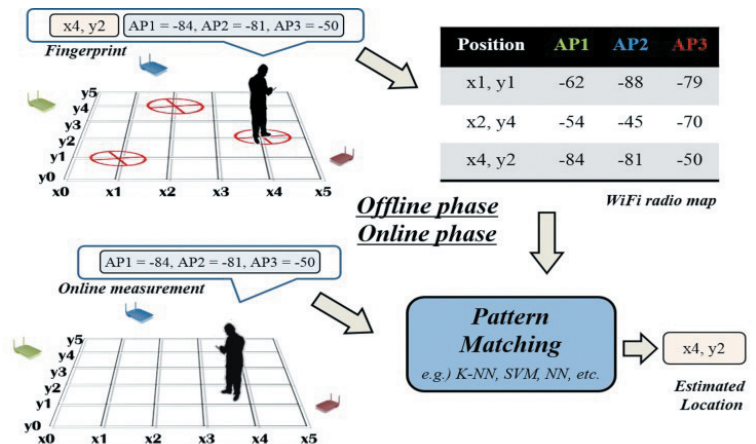 x4, y2
AP1 = -84, AP2 = -81, AP3 = -50
Fingerprint
y5
y4
y3
y2
y1
y0
x0 x1 x2 x3 x4 x5
Position AP1 AP2 AP3
x1, y1 -62 -88 -79
x2, y4 -54 -45 -70
x4, y2 -84 -81 -50
WiFi radio map
Offline phase
Online phase
AP1 = -84, AP2 = -81, AP3 = -50
Online measurement
y5
y4
y3
y2
y1
y0
x0 x1 x2 x3 x4 x5
Pattern
Matching
e.g.) K-NN, SVM, NN, etc.
x4, y2
Estimated
Location